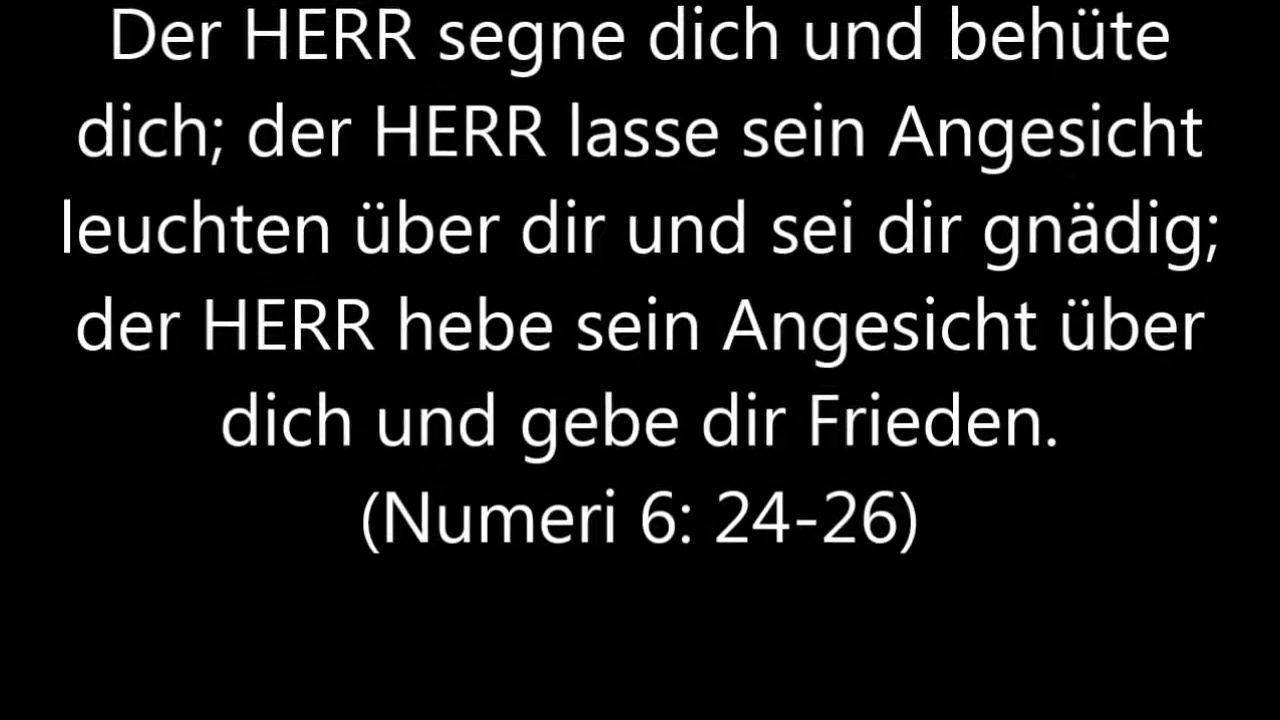 Der HERR segne dich und behüte
dich; der HERR lasse sein Angesicht
leuchten über dir und sei dir gnädig;
der HERR hebe sein Angesicht über
dich und gebe dir Frieden.
(Numeri 6: 24-26)